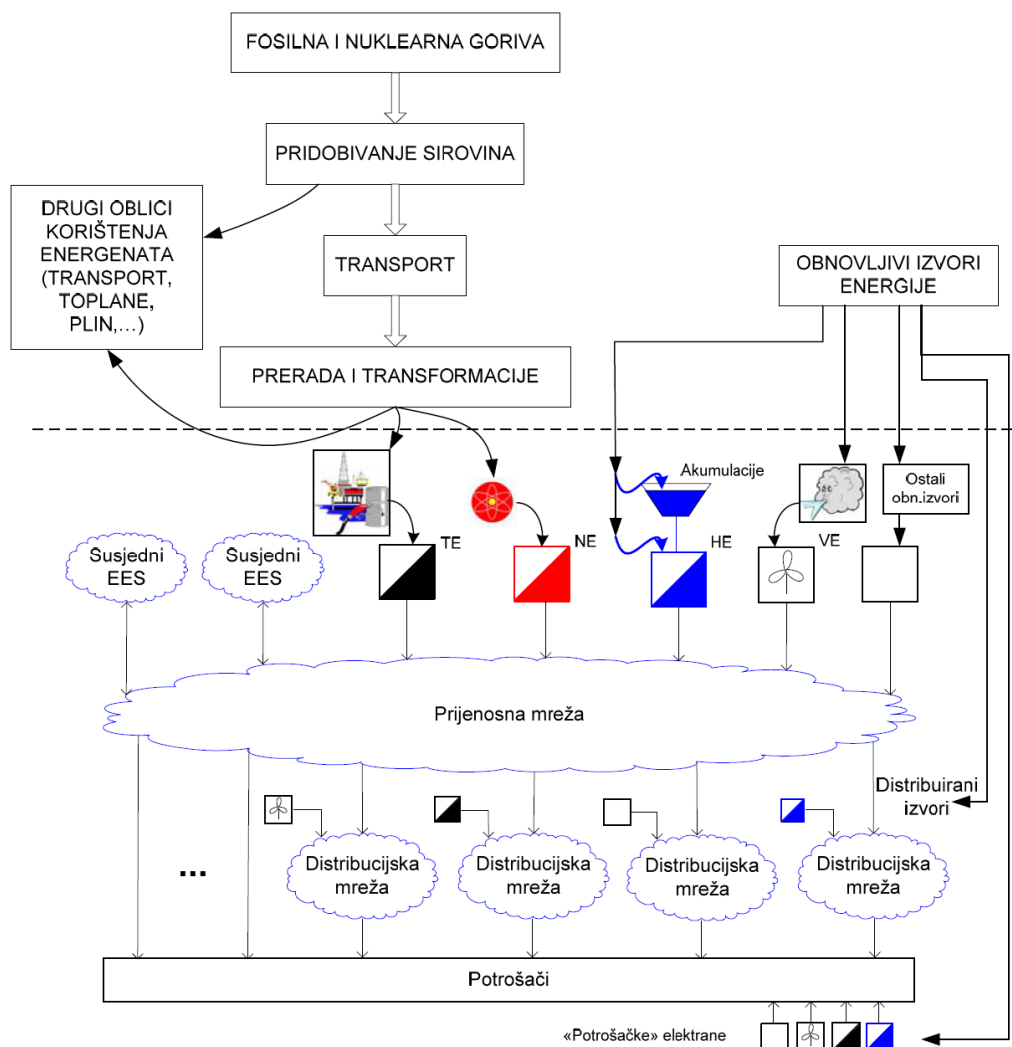 FOSILNA I NUKLEARNA GORIVA
PRIDOBIVANJE SIROVINA
DRUGI OBLICI
KORIŠTENJA
ENERGENATA
(TRANSPORT,
TOPLANE,
PLIN,...)
TRANSPORT
OBNOVLJIVI IZVORI
ENERGIJE
PRERADA I TRANSFORMACIJE
Akumulacije
Ostali
obn.izvori
TE
NE
HE
VE
Susjedni
EES
Susjedni
EES
Prijenosna mreža
Distribuirani
izvori
...
Distribucijska
mreža
Distribucijska
mreža
Distribucijska
mreža
Distribucijska
mreža
Potrošači
«Potrošačke» elektrane